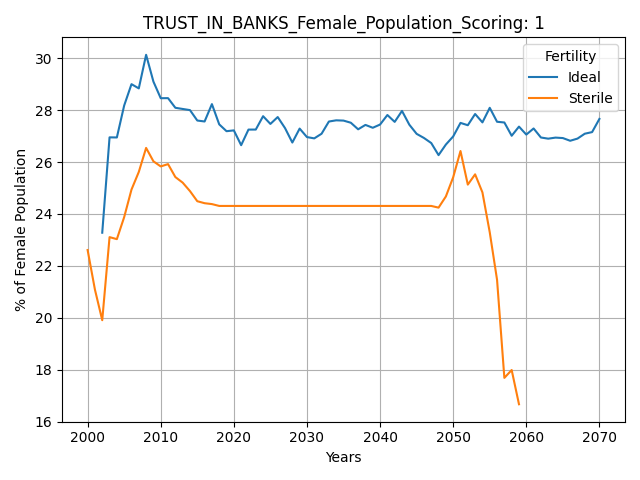 TRUST_IN_BANKS_Female_Population_Scoring: 1
Fertility
Ideal
Sterile
% of Female Population
30
28
26
24
22
20
18
16
2000 2010 2020 2030 2040 2050 2060 2070
Years